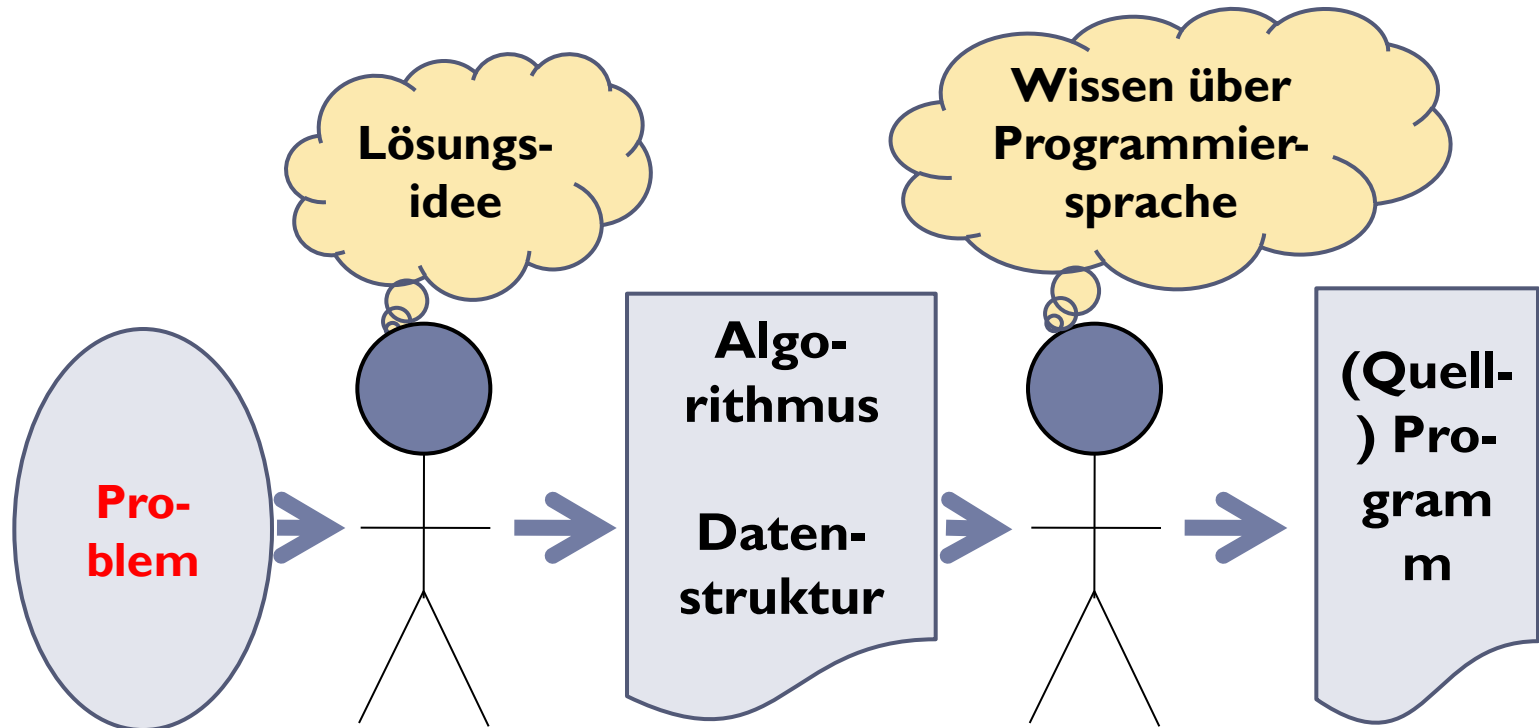 Pro-
blem
Lösungs-
idee
Algo-
rithmus
Daten-
struktur
Wissen über
Programmier-
sprache
(Quell-
) Pro-
gram
m